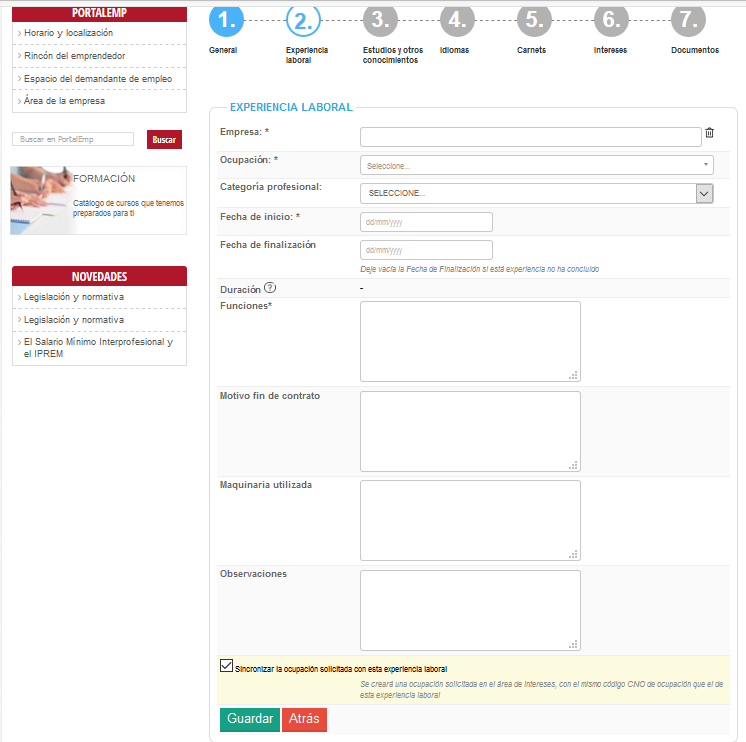 PORTALEMP
› Horario y localización
› Rincón del emprendedor
› Espacio del demandante de empleo
› Área de la empresa
Buscar en PortalEmp
Buscar
FORMACIÓN
Catálogo de cursos que tenemos
preparados para ti
NOVEDADES
› Legislación y normativa
› Legislación y normativa
› El Salario Mínimo Interprofesional y
el IPREM
1.
2.
3.
4.
5.
6.
7.
General
Experiencia
laboral
Estudios y otros
conocimientos
Idiomas
Carnets
Intereses
Documentos
EXPERIENCIA LABORAL
Empresa: *
Ocupación: *
Seleccione...
Categoría profesional:
SELECCIONE...
Fecha de inicio: *
dd/mm/yyyy
Fecha de finalización
dd/mm/yyyy
Deje vacía la Fecha de Finalización si está experiencia no ha concluido
Duración ?
-
Funciones*
Motivo fin de contrato
Maquinaria utilizada
Observaciones
Sincronizar la ocupación solicitada con esta experiencia laboral
Se creará una ocupación solicitada en el área de Intereses, con el mismo código CNO de ocupación que el de
esta experiencia laboral
Guardar
Atrás